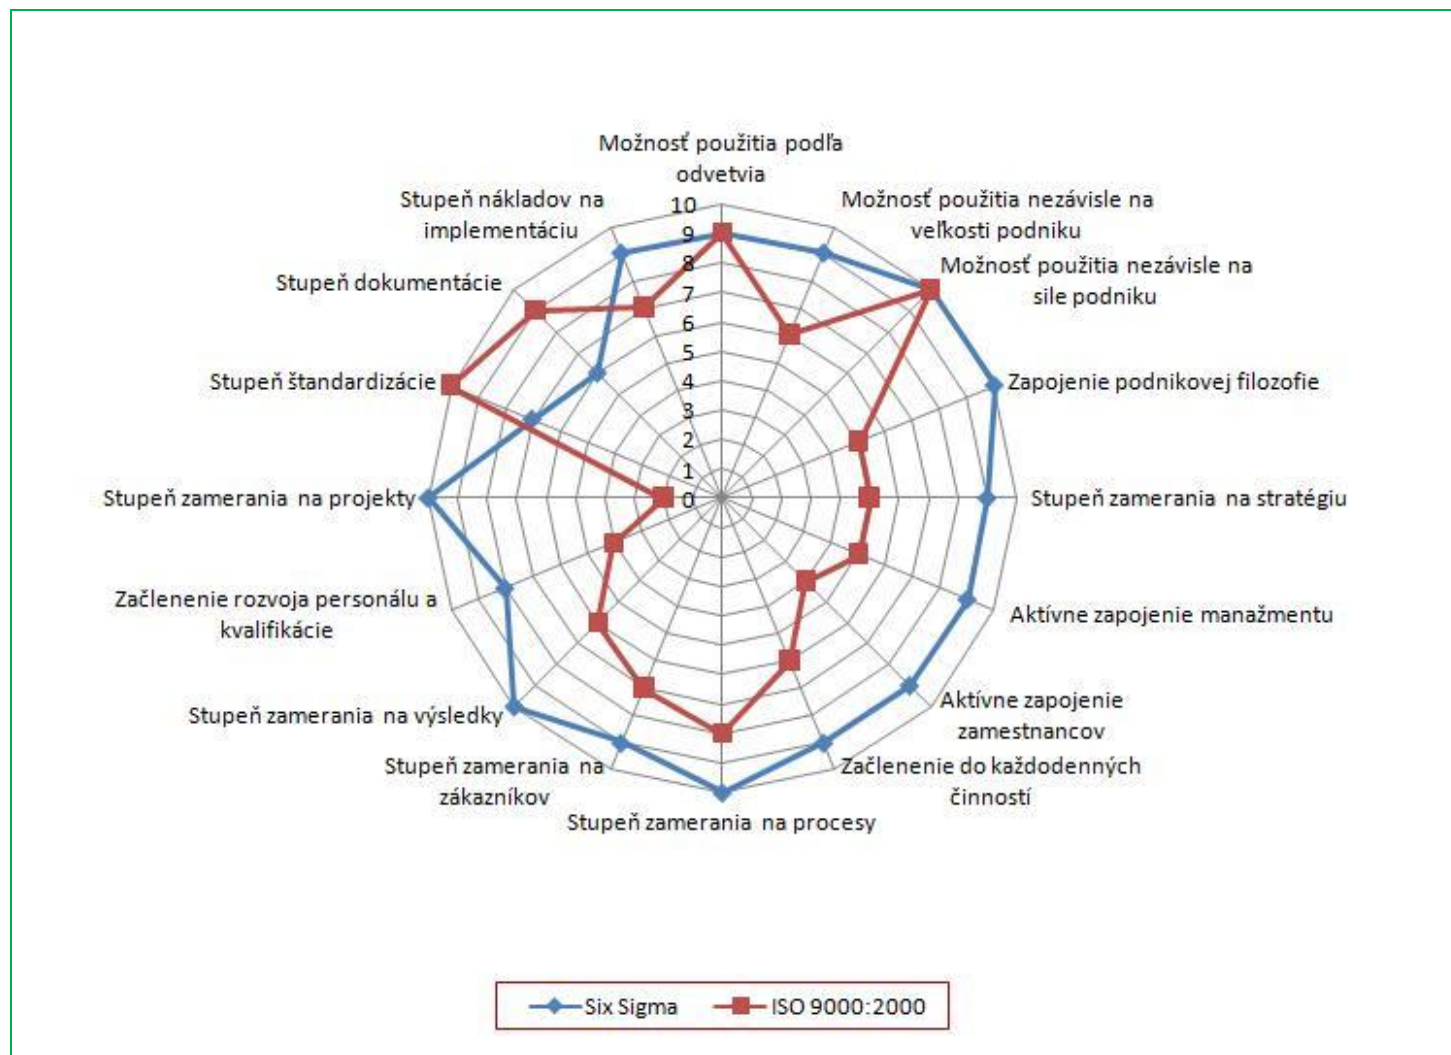 Možnosť použitia podľa
odvetvia
Možnosť použitia nezávisle na
veľkosti podniku
Možnosť použitia nezávisle na
sile podniku
Zapojenie podnikovej filozofie
Stupeň zamerania na stratégiu
Aktívne zapojenie manažmentu
Aktívne zapojenie
zamestnancov
Začlenenie do každodenných
činností
Stupeň zamerania na procesy
Stupeň zamerania na
zákazníkov
Stupeň zamerania na výsledky
Začlenenie rozvoja personálu a
kvalifikácie
Stupeň zamerania na projekty
Stupeň štandardizácie
Stupeň dokumentácie
Stupeň nákladov na
implementáciu
10
9
8
7
6
5
4
3
2
1
0
Six Sigma
ISO 9000:2000